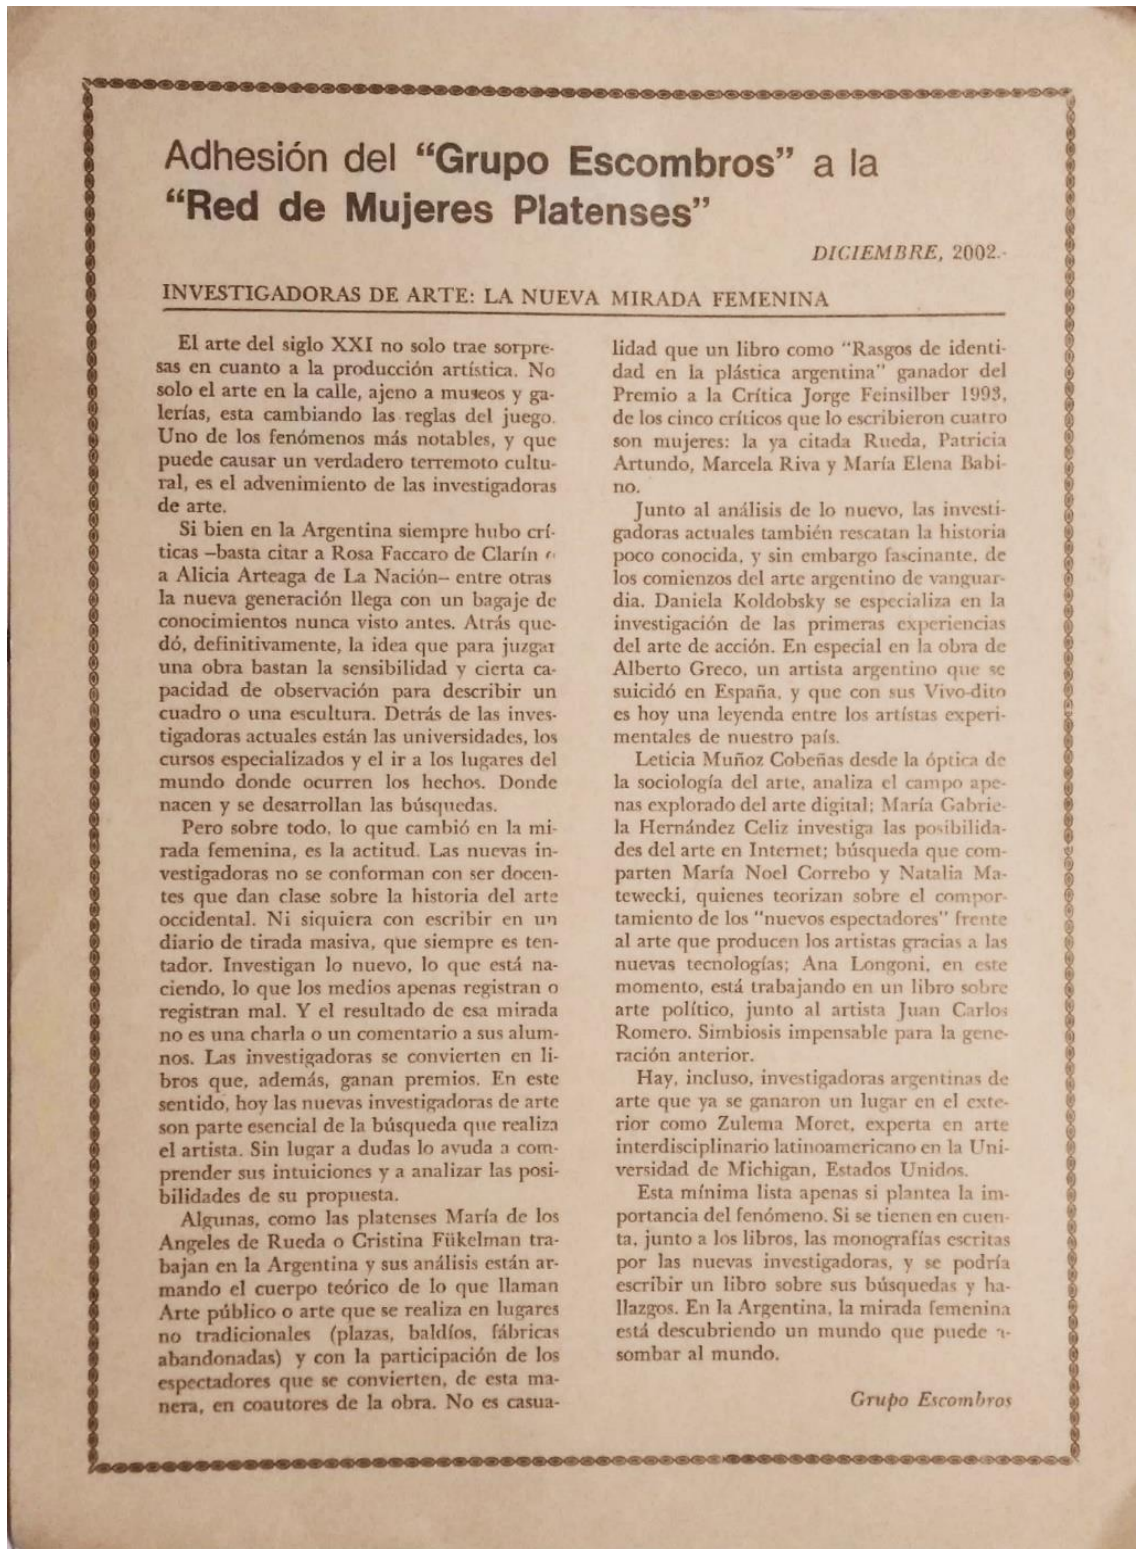 Adhesión del “Grupo Escombros” a la
“Red de Mujeres Platenses”
DICIEMBRE, 2002.-
INVESTIGADORAS DE ARTE: LA NUEVA MIRADA FEMENINA
El arte del siglo XXI no solo trae sorpre-
sas en cuanto a la producción artística. No
solo el arte en la calle, ajeno a museos y ga-
lerías, esta cambiando las reglas del juego.
Uno de los fenómenos más notables, y que
puede causar un verdadero terremoto cultu-
ral, es el advenimiento de las investigadoras
de arte.
Si bien en la Argentina siempre hubo crí-
ticas –basta citar a Rosa Faccaro de Clarín
a Alicia Arteaga de La Nación– entre otras
la nueva generación llega con un bagaje de
conocimientos nunca visto antes. Atrás que-
dó, definitivamente, la idea que para juzgar
una obra bastan la sensibilidad y cierta ca-
pacidad de observación para describir un
cuadro o una escultura. Detrás de las inves-
tigadoras actuales están las universidades, los
cursos especializados y el ir a los lugares del
mundo donde ocurren los hechos. Donde
nacen y se desarrollan las búsquedas.
Pero sobre todo, lo que cambió en la mi-
rada femenina, es la actitud. Las nuevas in-
vestigadoras no se conforman con ser docen-
tes que dan clase sobre la historia del arte
occidental. Ni siquiera con escribir en un
diario de tirada masiva, que siempre es ten-
tador. Investigan lo nuevo, lo que está na-
ciendo, lo que los medios apenas registran o
registran mal. Y el resultado de esa mirada
no es una charla o un comentario a sus alum-
nos. Las investigadoras se convierten en li-
bros que, además, ganan premios. En este
sentido, hoy las nuevas investigadoras de arte
son parte esencial de la búsqueda que realiza
el artista. Sin lugar a dudas lo ayuda a com-
prender sus intuiciones y a analizar las posi-
bilidades de su propuesta.
Algunas, como las platenses María de los
Angeles de Rueda o Cristina Fükelman tra-
bajan en la Argentina y sus análisis están ar-
mando el cuerpo teórico de lo que llaman
Arte público o arte que se realiza en lugares
no tradicionales (plazas, baldíos, fábricas
abandonadas) y con la participación de los
espectadores que se convierten, de esta ma-
nera, en coautores de la obra. No es casua-
lidad que un libro como “Rasgos de identi-
dad en la plástica argentina” ganador del
Premio a la Crítica Jorge Feinsilber 1993,
de los cinco críticos que lo escribieron cuatro
son mujeres: la ya citada Rueda, Patricia
Artundo, Marcela Riva y María Elena Babi-
no.
Junto al análisis de lo nuevo, las investi-
gadoras actuales también rescatan la historia
poco conocida, y sin embargo fascinante, de
los comienzos del arte argentino de vanguar-
dia. Daniela Koldobsky se especializa en la
investigación de las primeras experiencias
del arte de acción. En especial en la obra de
Alberto Greco, un artista argentino que se
suicidó en España, y que con sus Vivo-dito
es hoy una leyenda entre los artístas experi-
mentales de nuestro país.
Leticia Muñoz Cobeñas desde la óptica de
la sociología del arte, analiza el campo ape-
nas explorado del arte digital; María Gabrie-
la Hernández Celiz investiga las posibilida-
des del arte en Internet; búsqueda que com-
parten María Noel Correbo y Natalia Ma-
tewecki, quienes teorizan sobre el compor-
tamiento de los "nuevos espectadores" frente
al arte que producen los artistas gracias a las
nuevas tecnologías; Ana Longoni, en este
momento, está trabajando en un libro sobre
arte político, junto al artista Juan Carlos
Romero. Simbiosis impensable para la gene-
ración anterior.
Hay, incluso, investigadoras argentinas de
arte que ya se ganaron un lugar en el exte-
rior como Zulema Moret, experta en arte
interdisciplinario latinoamericano en la Uni-
versidad de Michigan, Estados Unidos.
Esta mínima lista apenas si plantea la im-
portancia del fenómeno. Si se tienen en cuen-
ta, junto a los libros, las monografías escritas
por las nuevas investigadoras, y se podría
escribir un libro sobre sus búsquedas y ha-
llazgos. En la Argentina, la mirada femenina
está descubriendo un mundo que puede a-
sombrar al mundo.
Grupo Escombros